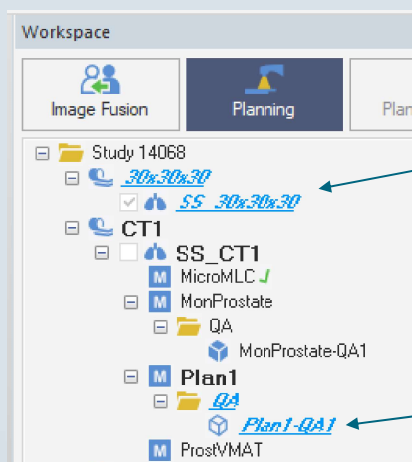 Workspace
Image Fusion
Planning
Plan
Study 14068
30x30x30
SS_30x30x30
CT1
SS_CT1
M MicroMLC
M MonProstate
QA
MonProstate-QA1
M Plan1
QA
Plan1-QA1
M ProstVMAT